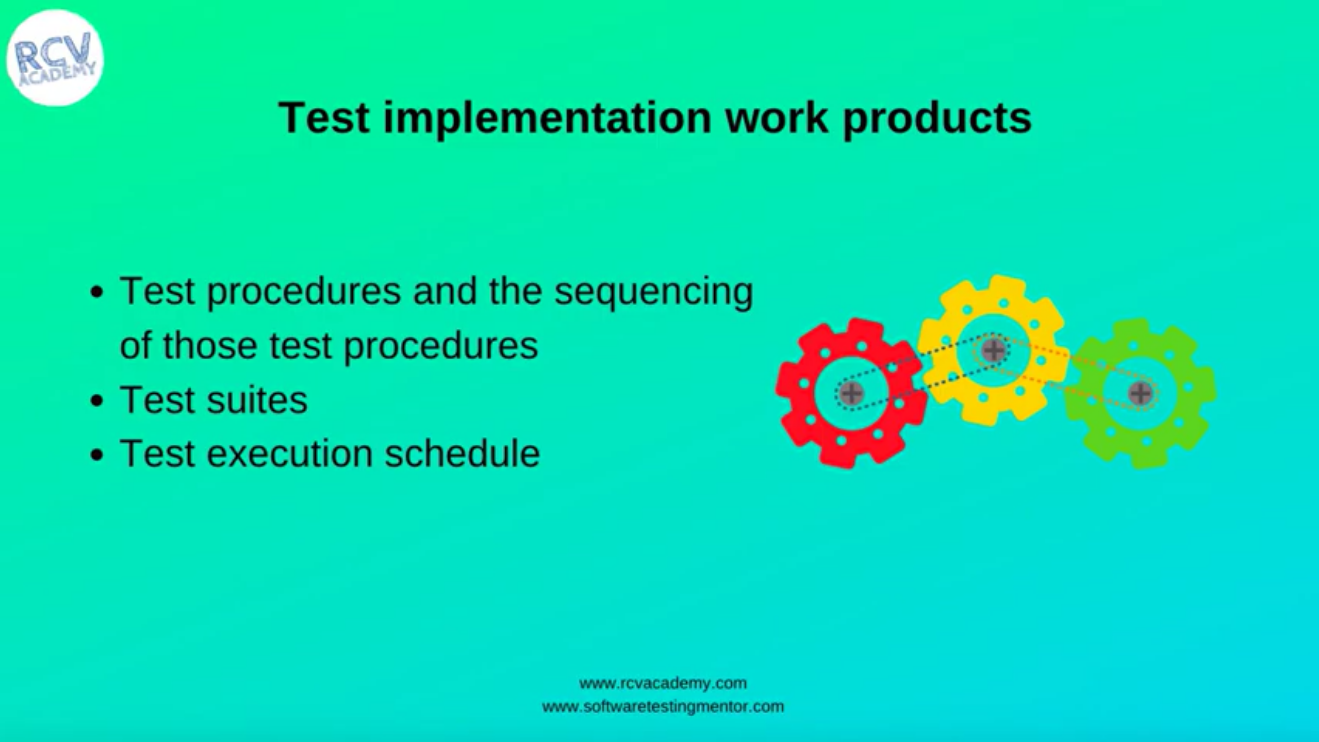 RCV
ACADEMY
Test implementation work products
• Test procedures and the sequencing
of those test procedures
• Test suites
• Test execution schedule
www.rcvacademy.com
www.softwaretestingmentor.com